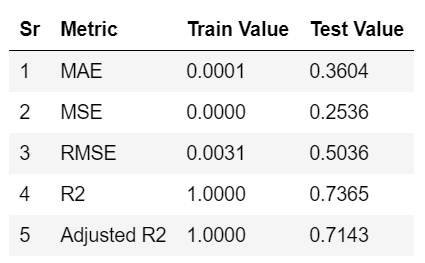 Sr Metric Train Value Test Value
1 MAE 0.0001 0.3604
2 MSE 0.0000 0.2536
3 RMSE 0.0031 0.5036
4 R2 1.0000 0.7365
5 Adjusted R2 1.0000 0.7143